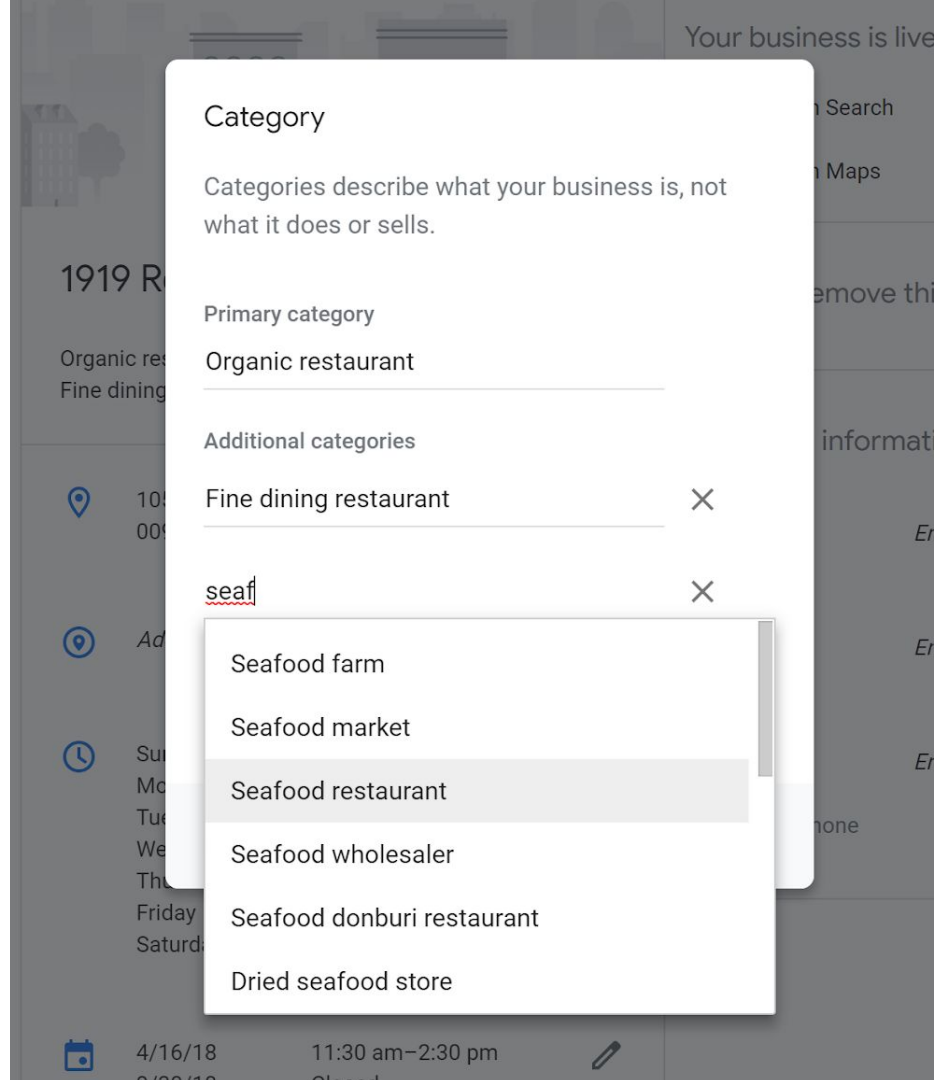 Your business is live
Category
Search
Maps
Categories describe what your business is, not
what it does or sells.
1919
Primary category
Organic restaurant
Organic
Fine dining
Additional categories
Fine dining restaurant
seaf
Seafood farm
Seafood market
Seafood restaurant
Seafood wholesaler
Seafood donburi restaurant
Dried seafood store
Friday
4/16/18 11:30 am–2:30 pm